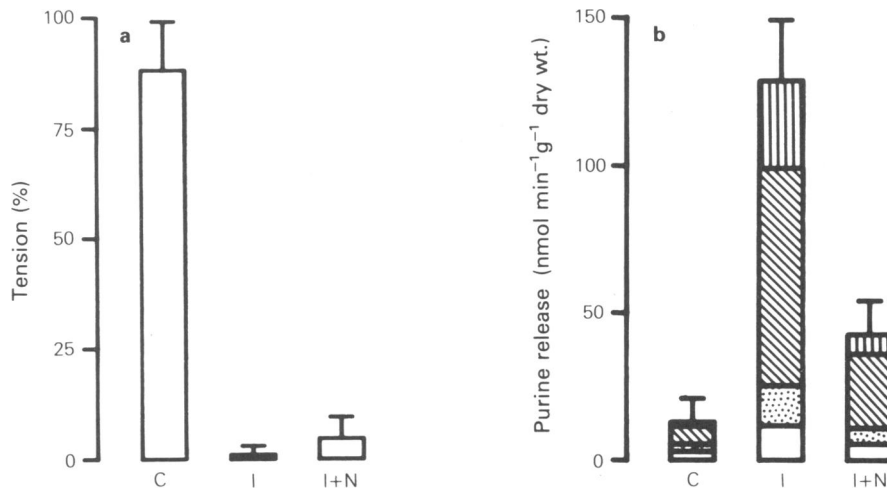 a
Tension (%)
100
75
50
25
0
C
I
I+N
b
Purine release (nmol min⁻¹g⁻¹ dry wt.)
150
100
50
0
C
I
I+N